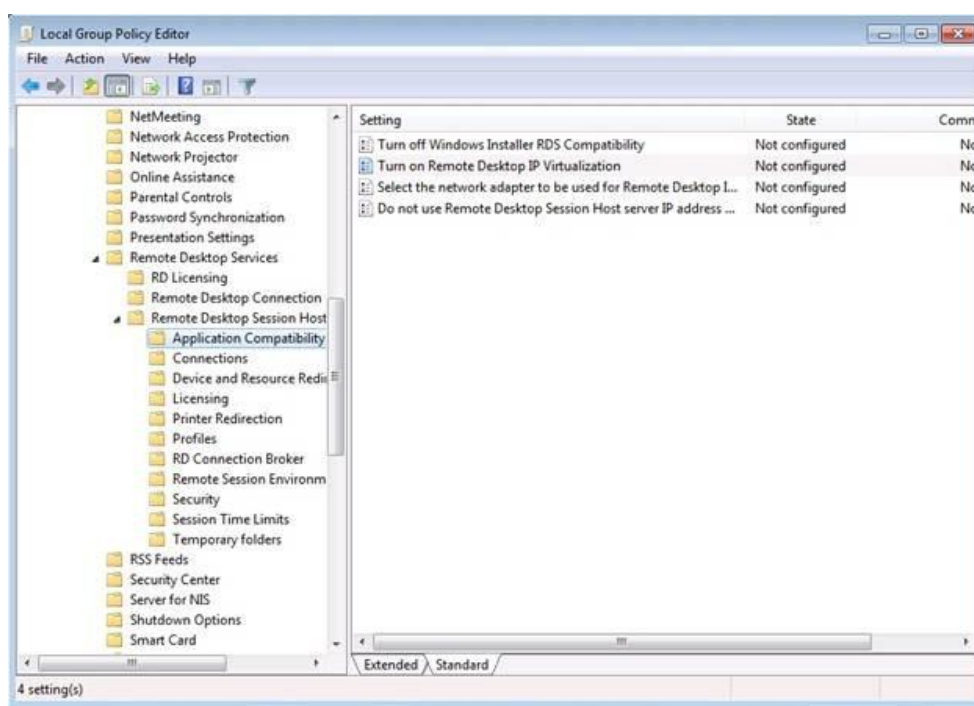 Local Group Policy Editor
File Action View Help
NetMeeting
Network Access Protection
Network Projector
Online Assistance
Parental Controls
Password Synchronization
Presentation Settings
Remote Desktop Services
RD Licensing
Remote Desktop Connection
Remote Desktop Session Host
Application Compatibility
Connections
Device and Resource Redi
Licensing
Printer Redirection
Profiles
RD Connection Broker
Remote Session Environm
Security
Session Time Limits
Temporary folders
RSS Feeds
Security Center
Server for NIS
Shutdown Options
Smart Card
Setting State Comm
Turn off Windows Installer RDS Compatibility Not configured No
Turn on Remote Desktop IP Virtualization Not configured No
Select the network adapter to be used for Remote Desktop I... Not configured No
Do not use Remote Desktop Session Host server IP address ... Not configured No
Extended Standard
4 setting(s)